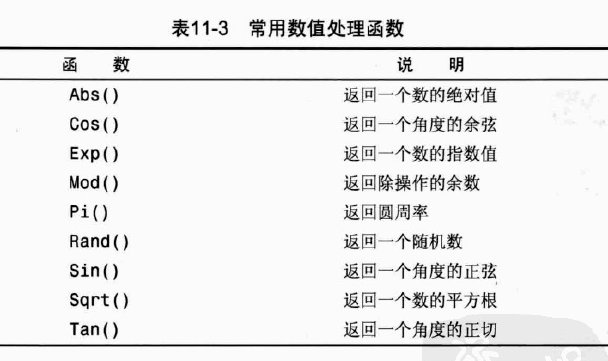 表11-3 常用数值处理函数
函 数 说 明
Abs() 返回一个数的绝对值
Cos() 返回一个角度的余弦
Exp() 返回一个数的指数值
Mod() 返回除操作的余数
Pi() 返回圆周率
Rand() 返回一个随机数
Sin() 返回一个角度的正弦
Sqrt() 返回一个数的平方根
Tan() 返回一个角度的正切